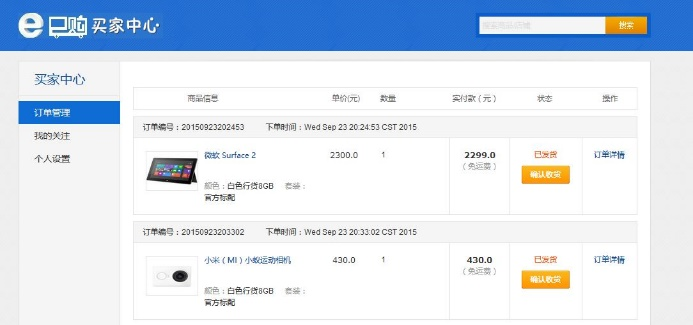 e 已购 买家中心
搜索商品/店铺 搜索
买家中心
订单管理
我的关注
个人设置
商品信息 单价(元) 数量 实付款（元） 状态 操作
订单编号：20150923202453 下单时间：Wed Sep 23 20:24:53 CST 2015
微软 Surface 2 2300.0 1 2299.0 已发货 订单详情
（免运费） 确认收货
颜色：白色行货8GB 套装：
官方标配
订单编号：20150923203302 下单时间：Wed Sep 23 20:33:02 CST 2015
小米（MI）小蚁运动相机 430.0 1 430.0 已发货 订单详情
（免运费） 确认收货
颜色：白色行货8GB 套装：
官方标配